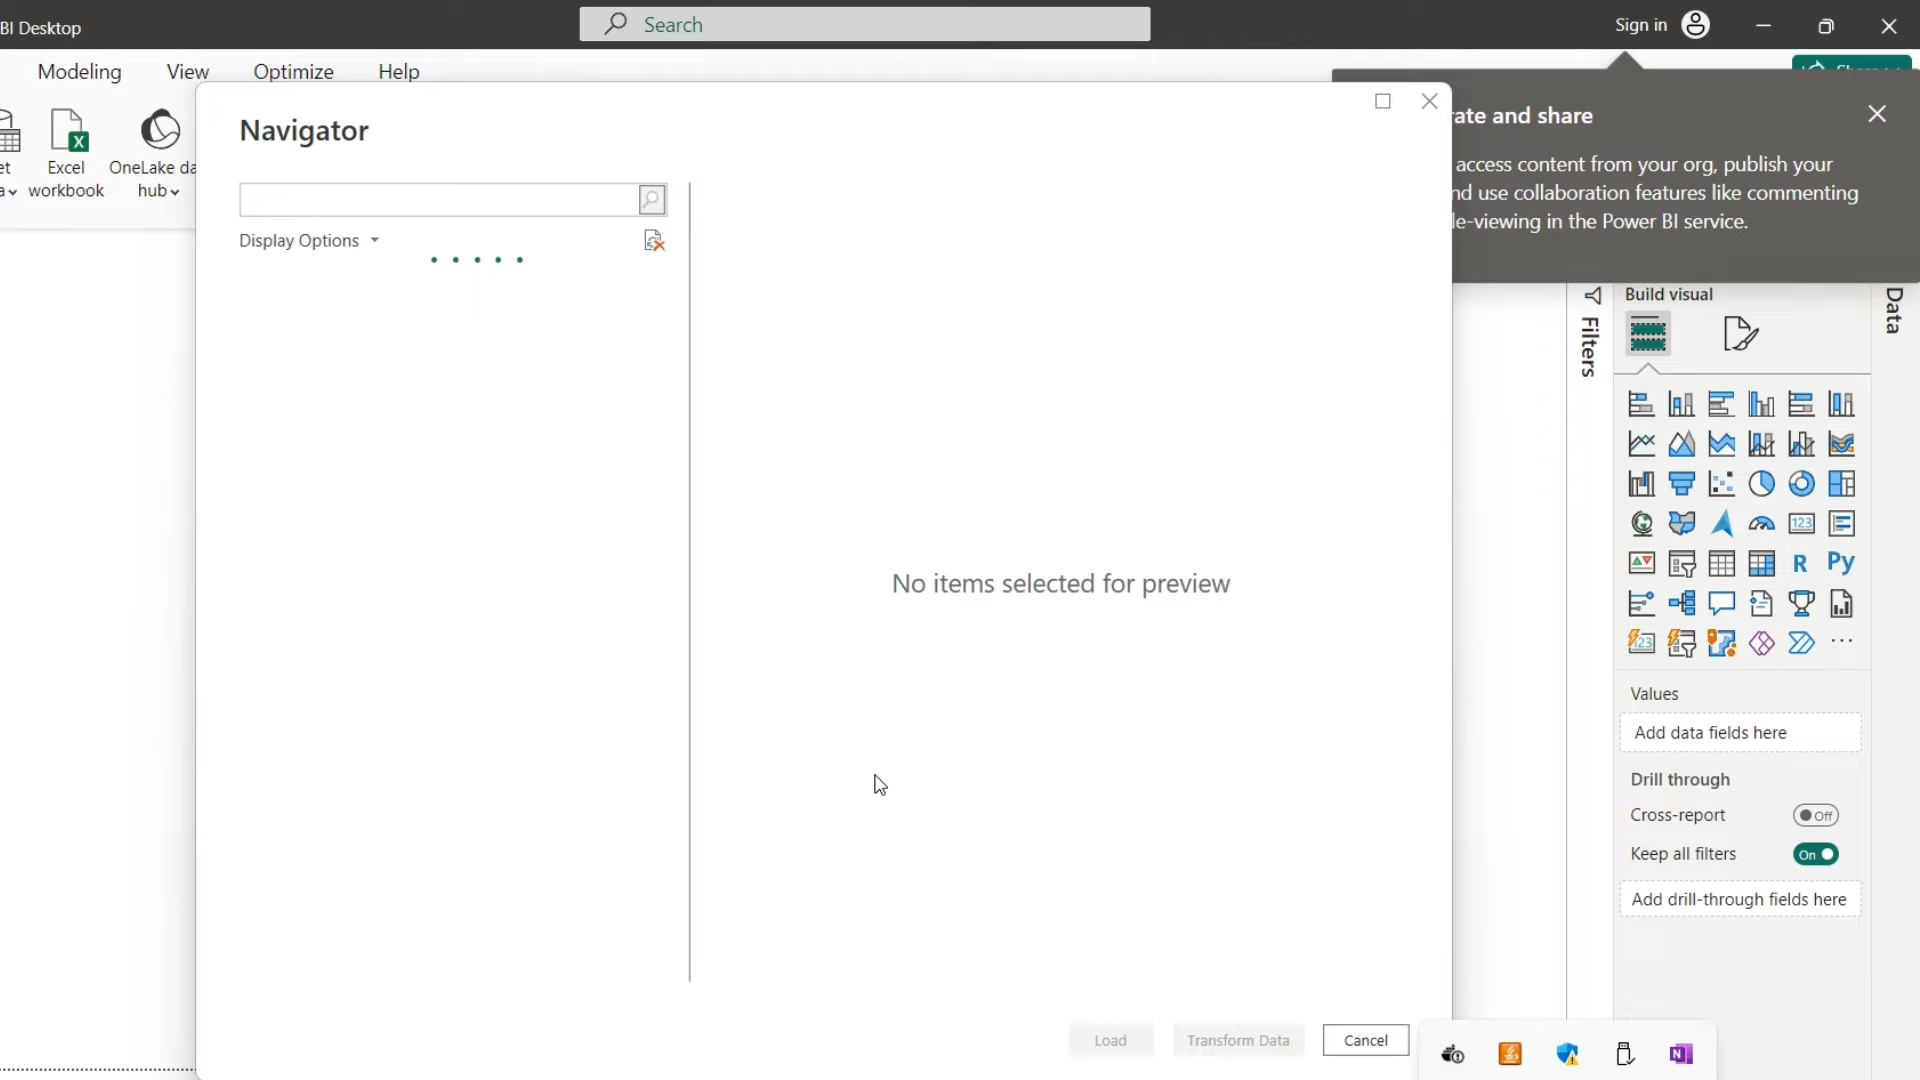 BI Desktop
Search
Sign in
Modeling
View
Optimize
Help
Excel
workbook
OneLake da
hub
Navigator
Display Options
No items selected for preview
Load
Transform Data
Cancel
rate and share
access content from your org, publish your
nd use collaboration features like commenting
le-viewing in the Power BI service.
Filters
Build visual
Data
123
R
Py
123
Values
Add data fields here
Drill through
Cross-report
Off
Keep all filters
On
Add drill-through fields here